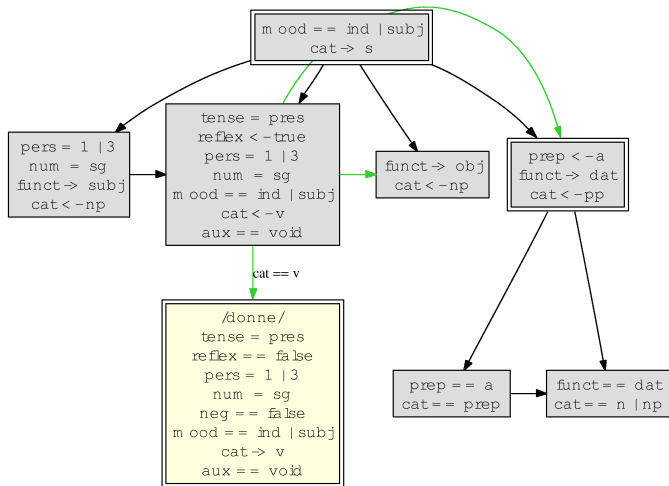 mood == ind | subj
cat -> s
pers = 1 | 3
num = sg
funct -> subj
cat <- np
tense = pres
reflex <- true
pers = 1 | 3
num = sg
mood == ind | subj
cat <- v
aux == void
funct -> obj
cat <- np
prep <- a
funct -> dat
cat <- pp
cat == v
/donne/
tense = pres
reflex == false
pers = 1 | 3
num = sg
neg == false
mood == ind | subj
cat -> v
aux == void
prep == a
cat == prep
funct == dat
cat == n | np